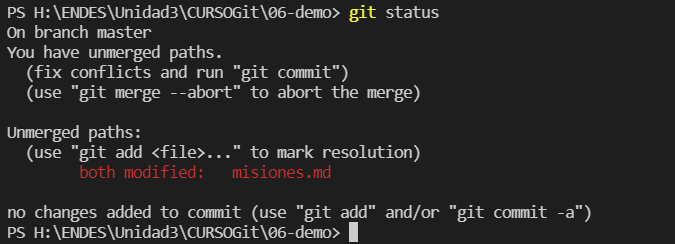 PS H:\ENDES\Unidad3\CURSOGit\06-demo> git status
On branch master
You have unmerged paths.
  (fix conflicts and run "git commit")
  (use "git merge --abort" to abort the merge)

Unmerged paths:
  (use "git add <file>..." to mark resolution)
        both modified:   misiones.md

no changes added to commit (use "git add" and/or "git commit -a")
PS H:\ENDES\Unidad3\CURSOGit\06-demo>